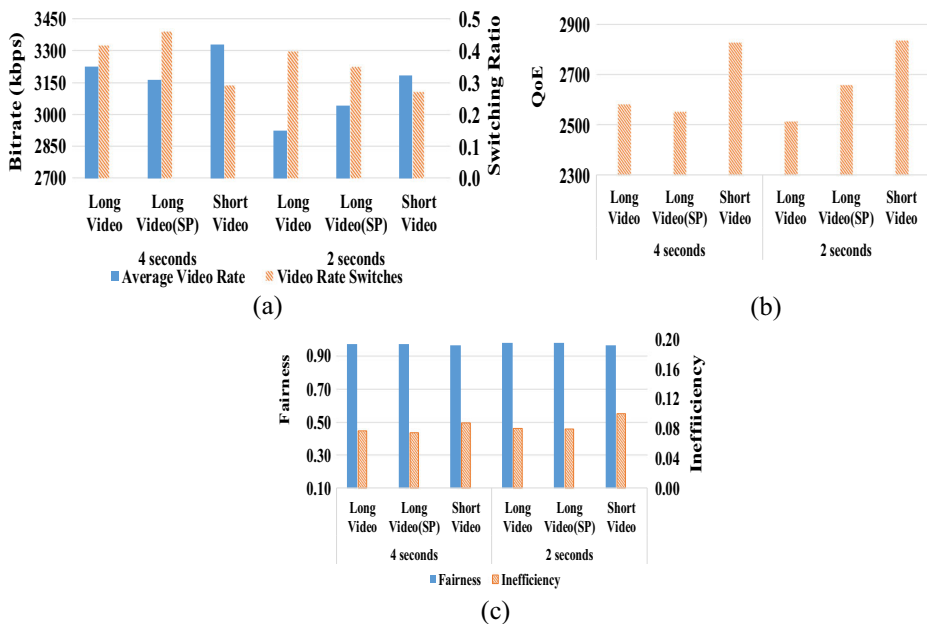 3450
3300
3150
3000
2850
2700
Bitrate (kbps)
0.5
0.4
0.3
0.2
0.1
0.0
Switching Ratio
Long Video
Long Video(SP)
Short Video
Long Video
Long Video(SP)
Short Video
4 seconds
2 seconds
Average Video Rate
Video Rate Switches
(a)
2900
2700
2500
2300
QoE
Long Video
Long Video(SP)
Short Video
Long Video
Long Video(SP)
Short Video
4 seconds
2 seconds
(b)
0.90
0.70
0.50
0.30
0.10
Fairness
0.20
0.16
0.12
0.08
0.04
0.00
Ineffiiciency
Long Video
Long Video(SP)
Short Video
Long Video
Long Video(SP)
Short Video
4 seconds
2 seconds
Fairness
Inefficiency
(c)